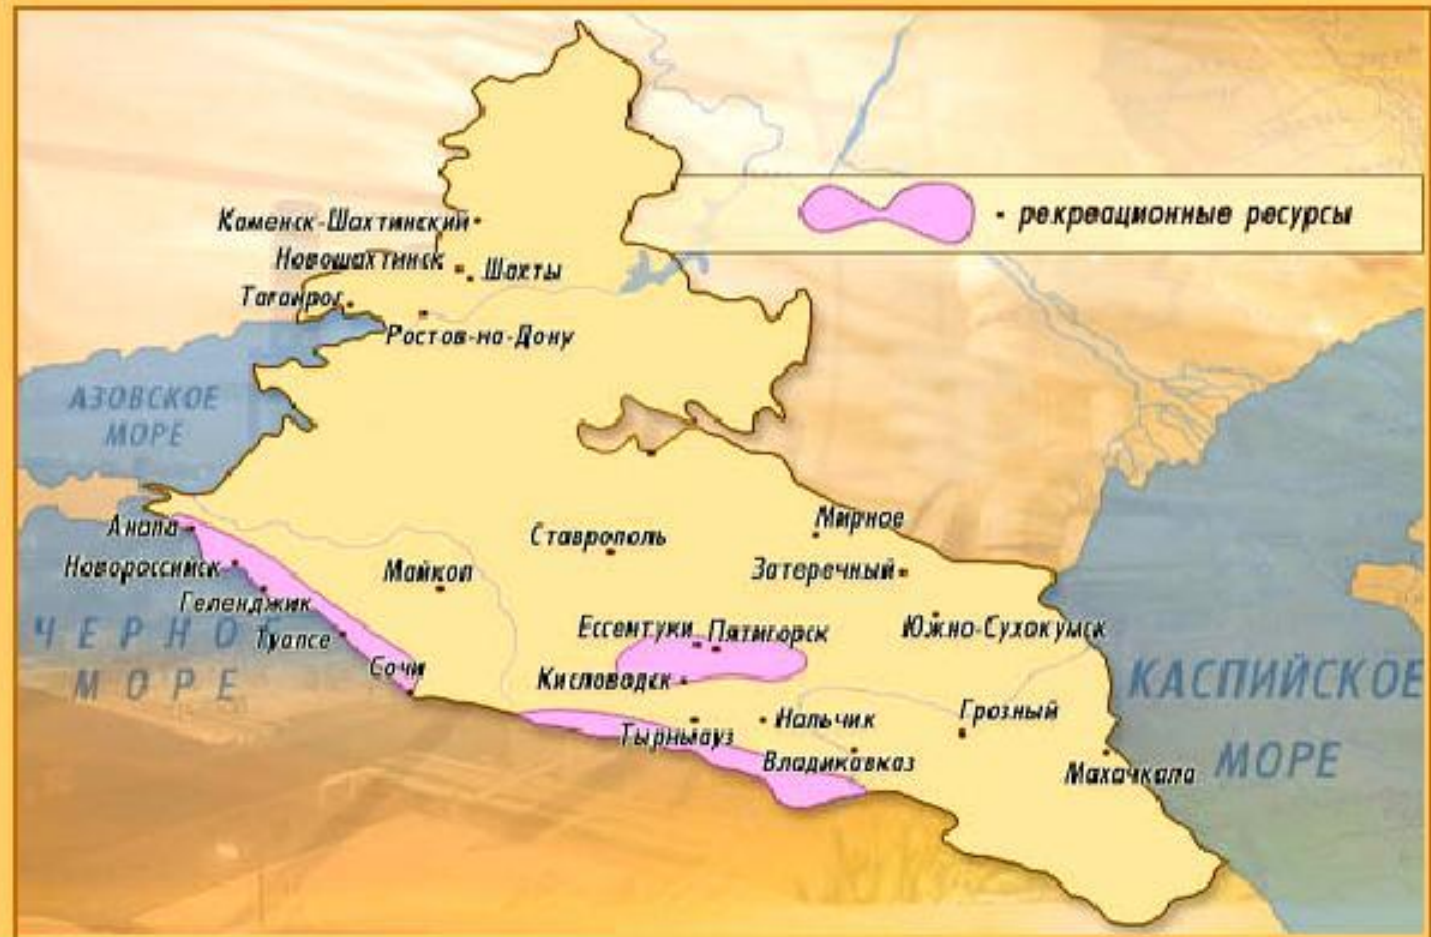 Каменск-Шахтинский
• рекреационные ресурсы
Новошахтинск
Шахты
Таганрог
Ростов-на-Дону
АЗОВСКОЕ
МОРЕ
Анапа
Ставрополь
Мирное
Новороссийск
Майкоп
Затеречный
Геленджик
ЧЕРНОЕ
МОРЕ
Туапсе
Ессентуки
Пятигорск
Южно-Сухокумск
Сочи
Кисловодск
КАСПИЙСКОЕ
МОРЕ
Тырныауз
Нальчик
Грозный
Владикавказ
Махачкала